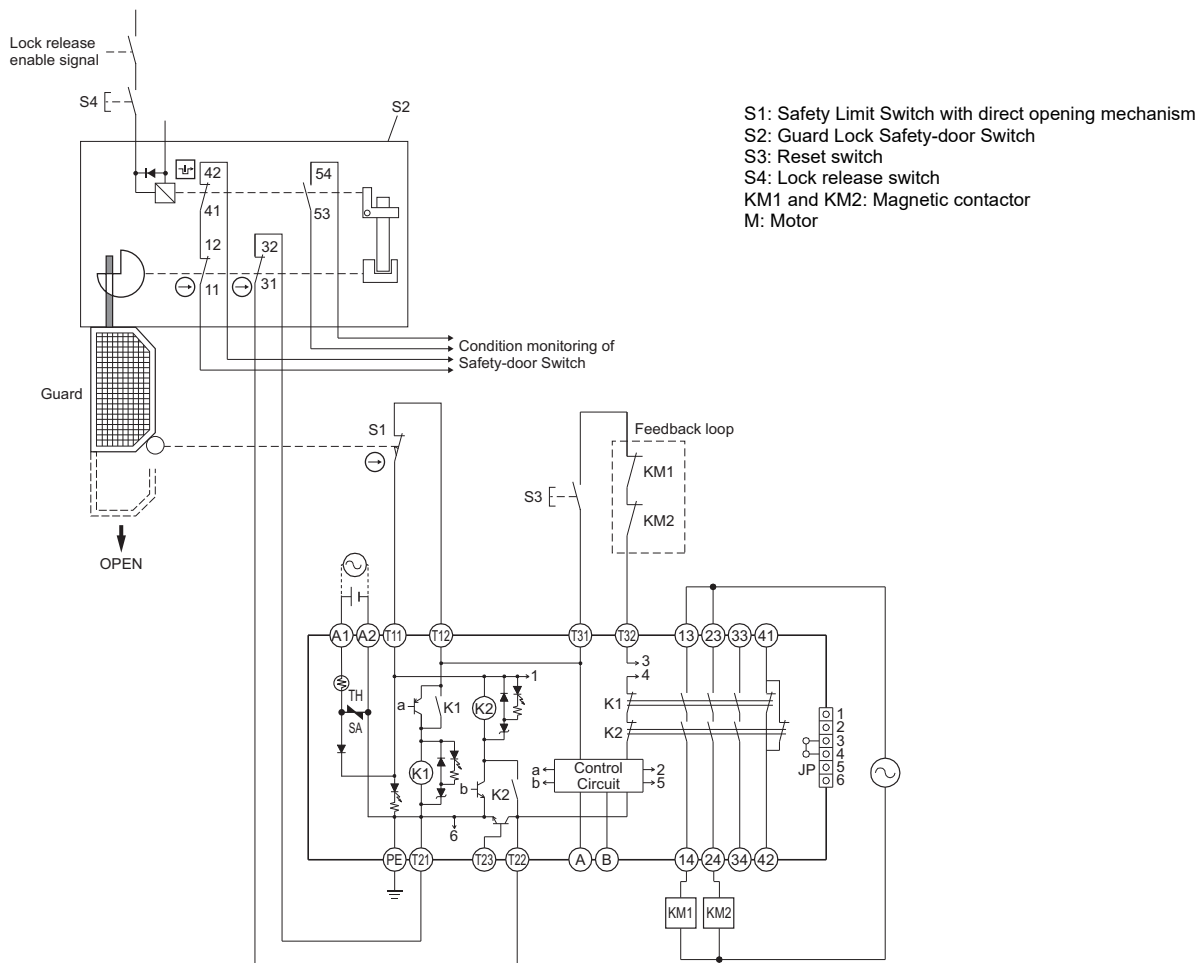 Lock release
enable signal
S4
S2
S1: Safety Limit Switch with direct opening mechanism
S2: Guard Lock Safety-door Switch
S3: Reset switch
S4: Lock release switch
KM1 and KM2: Magnetic contactor
M: Motor
42
54
41
53
12
32
11
31
Condition monitoring of
Safety-door Switch
Guard
OPEN
S1
Feedback loop
KM1
S3
KM2
A1 A2 T11 T12 T31 T32 13 23 33 41
1
3
4
TH
SA
a
K1
K2
K1
K2
K1
b
K2
6
a
b
Control
Circuit
2
5
JP
1
2
3
4
5
6
PE T21 T23 T22 A B 14 24 34 42
KM1 KM2